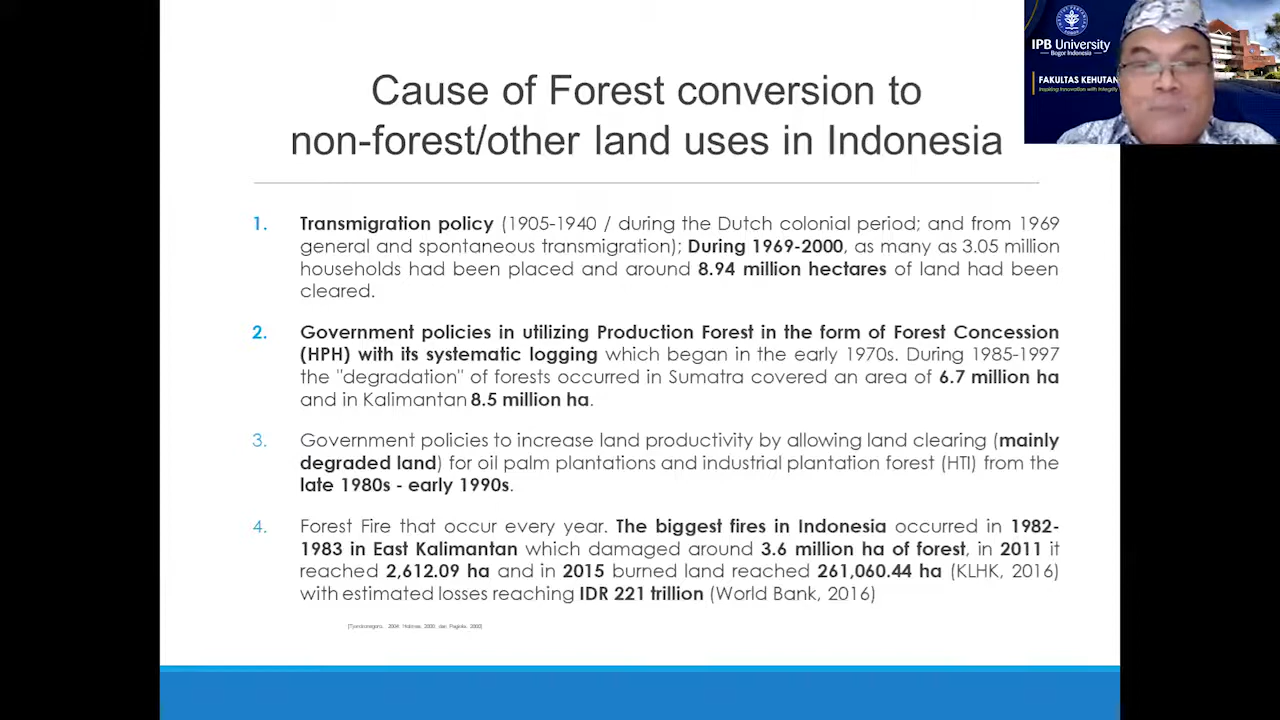 Cause of Forest conversion to
non-forest/other land uses in Indonesia
IPB University
Bogor Indonesia
FAKULTAS KEHUTAN
Inspiring Innovation with Integrity
1. Transmigration policy (1905-1940 / during the Dutch colonial period; and from 1969
general and spontaneous transmigration); During 1969-2000, as many as 3.05 million
households had been placed and around 8.94 million hectares of land had been
cleared.
2. Government policies in utilizing Production Forest in the form of Forest Concession
(HPH) with its systematic logging which began in the early 1970s. During 1985-1997
the "degradation" of forests occurred in Sumatra covered an area of 6.7 million ha
and in Kalimantan 8.5 million ha.
3. Government policies to increase land productivity by allowing land clearing (mainly
degraded land) for oil palm plantations and industrial plantation forest (HTI) from the
late 1980s - early 1990s.
4. Forest Fire that occur every year. The biggest fires in Indonesia occurred in 1982-
1983 in East Kalimantan which damaged around 3.6 million ha of forest, in 2011 it
reached 2,612.09 ha and in 2015 burned land reached 261,060.44 ha (KLHK, 2016)
with estimated losses reaching IDR 221 trillion (World Bank, 2016)